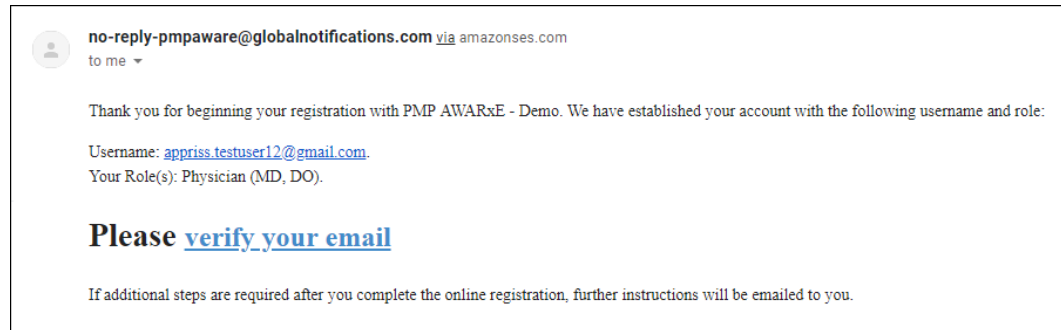 no-reply-pmpaware@globalnotifications.com via amazonses.com
to me
Thank you for beginning your registration with PMP AWARxE - Demo. We have established your account with the following username and role:
Username: appriss.testuser12@gmail.com.
Your Role(s): Physician (MD, DO).
Please verify your email
If additional steps are required after you complete the online registration, further instructions will be emailed to you.